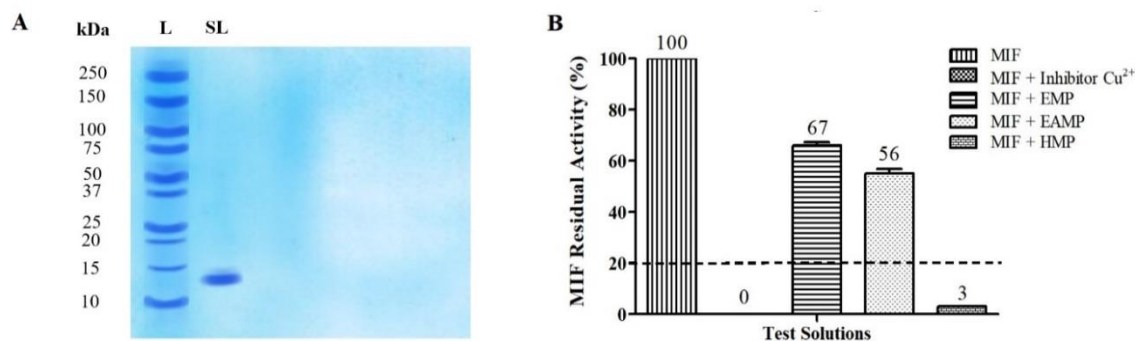 A
kDa
L
SL
250
150
100
75
50
37
25
20
15
10
B
MIF Residual Activity (%)
100
80
60
40
20
0
100
0
67
56
3
Test Solutions
MIF
MIF + Inhibitor Cu²⁺
MIF + EMP
MIF + EAMP
MIF + HMP